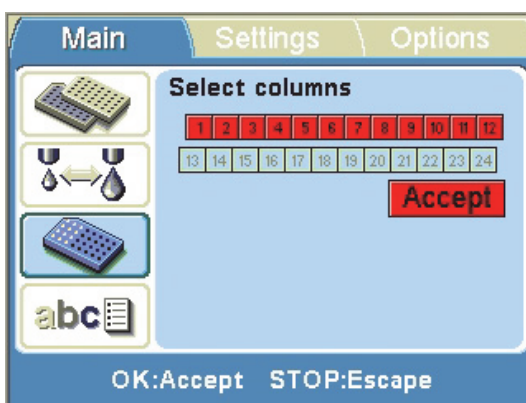 Main Settings Options
Select columns
1 2 3 4 5 6 7 8 9 10 11 12
13 14 15 16 17 18 19 20 21 22 23 24
Accept
abc
OK:Accept STOP:Escape